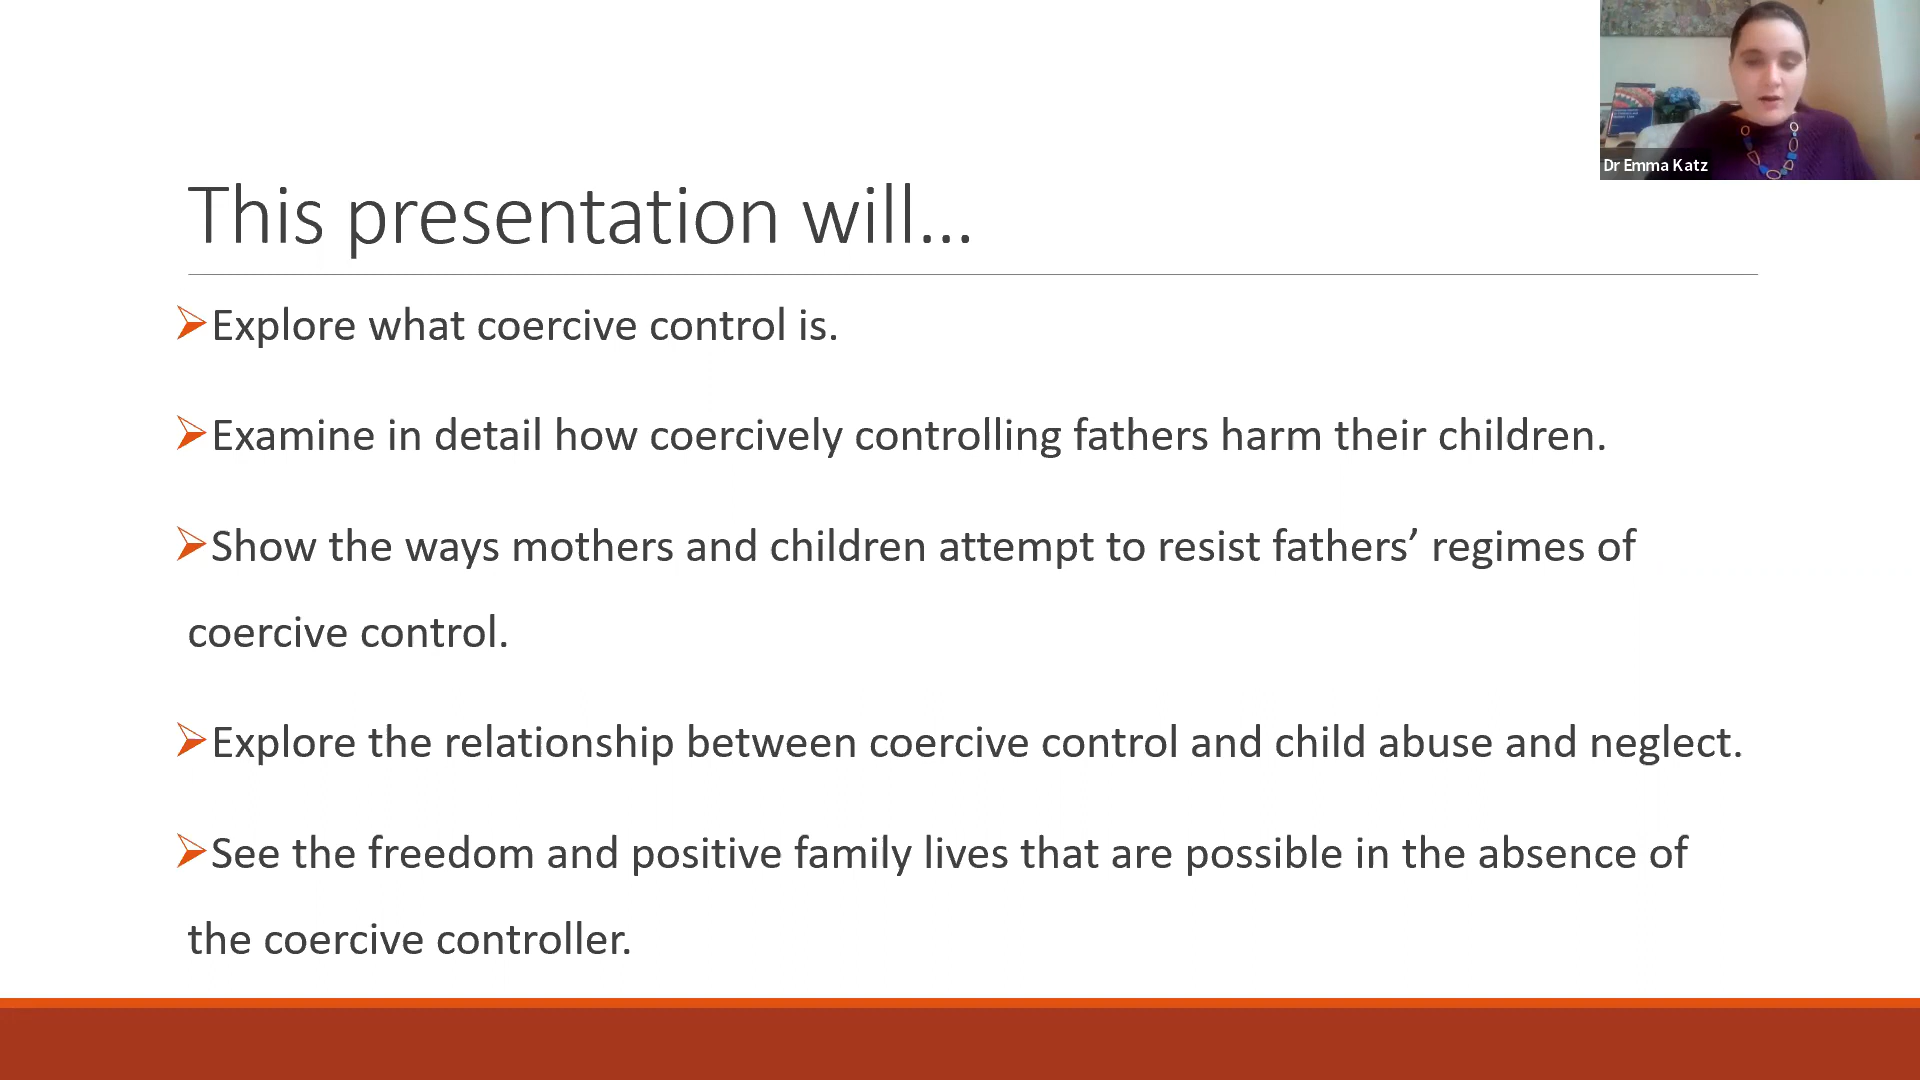 Dr Emma Katz
This presentation will...
➢Explore what coercive control is.
➢Examine in detail how coercively controlling fathers harm their children.
➢Show the ways mothers and children attempt to resist fathers’ regimes of
coercive control.
➢Explore the relationship between coercive control and child abuse and neglect.
➢See the freedom and positive family lives that are possible in the absence of
the coercive controller.